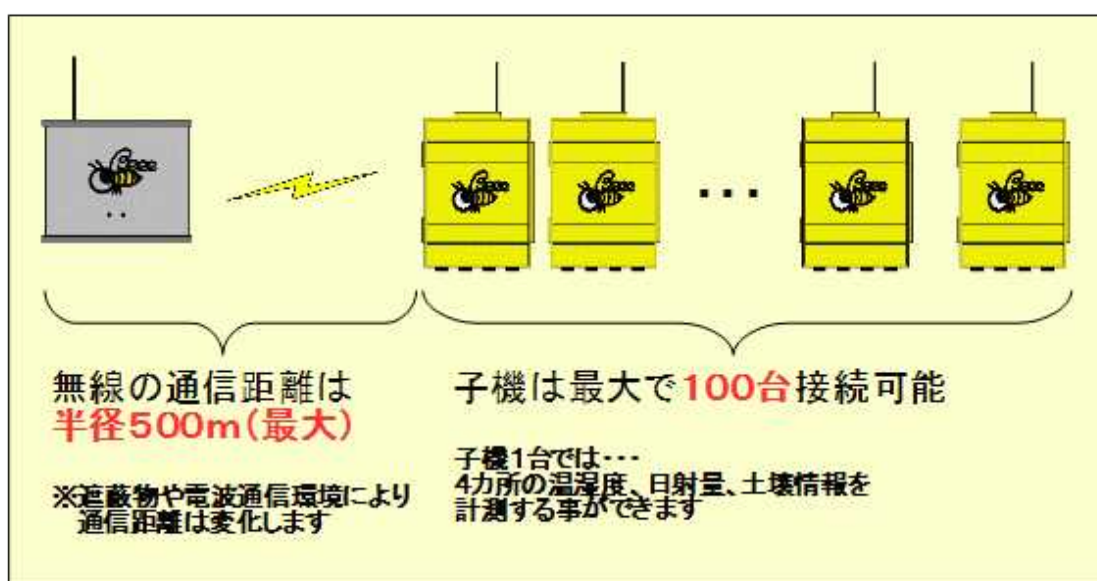 無線の通信距離は
半径500m(最大)
※遮蔽物や電波通信環境により
通信距離は変化します
子機は最大で100台接続可能
子機1台では・・・
4カ所の温湿度、日射量、土壌情報を
計測する事ができます